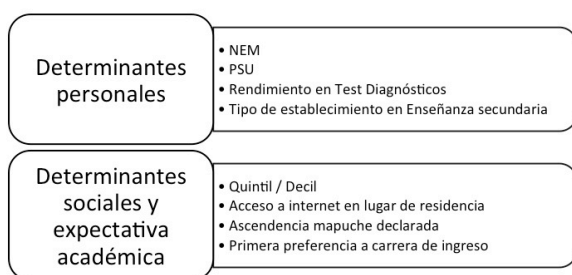 Determinantes
personales
• NEM
• PSU
• Rendimiento en Test Diagnósticos
• Tipo de establecimiento en Enseñanza secundaria
Determinantes
sociales y
expectativa
académica
• Quintil / Decil
• Acceso a internet en lugar de residencia
• Ascendencia mapuche declarada
• Primera preferencia a carrera de ingreso